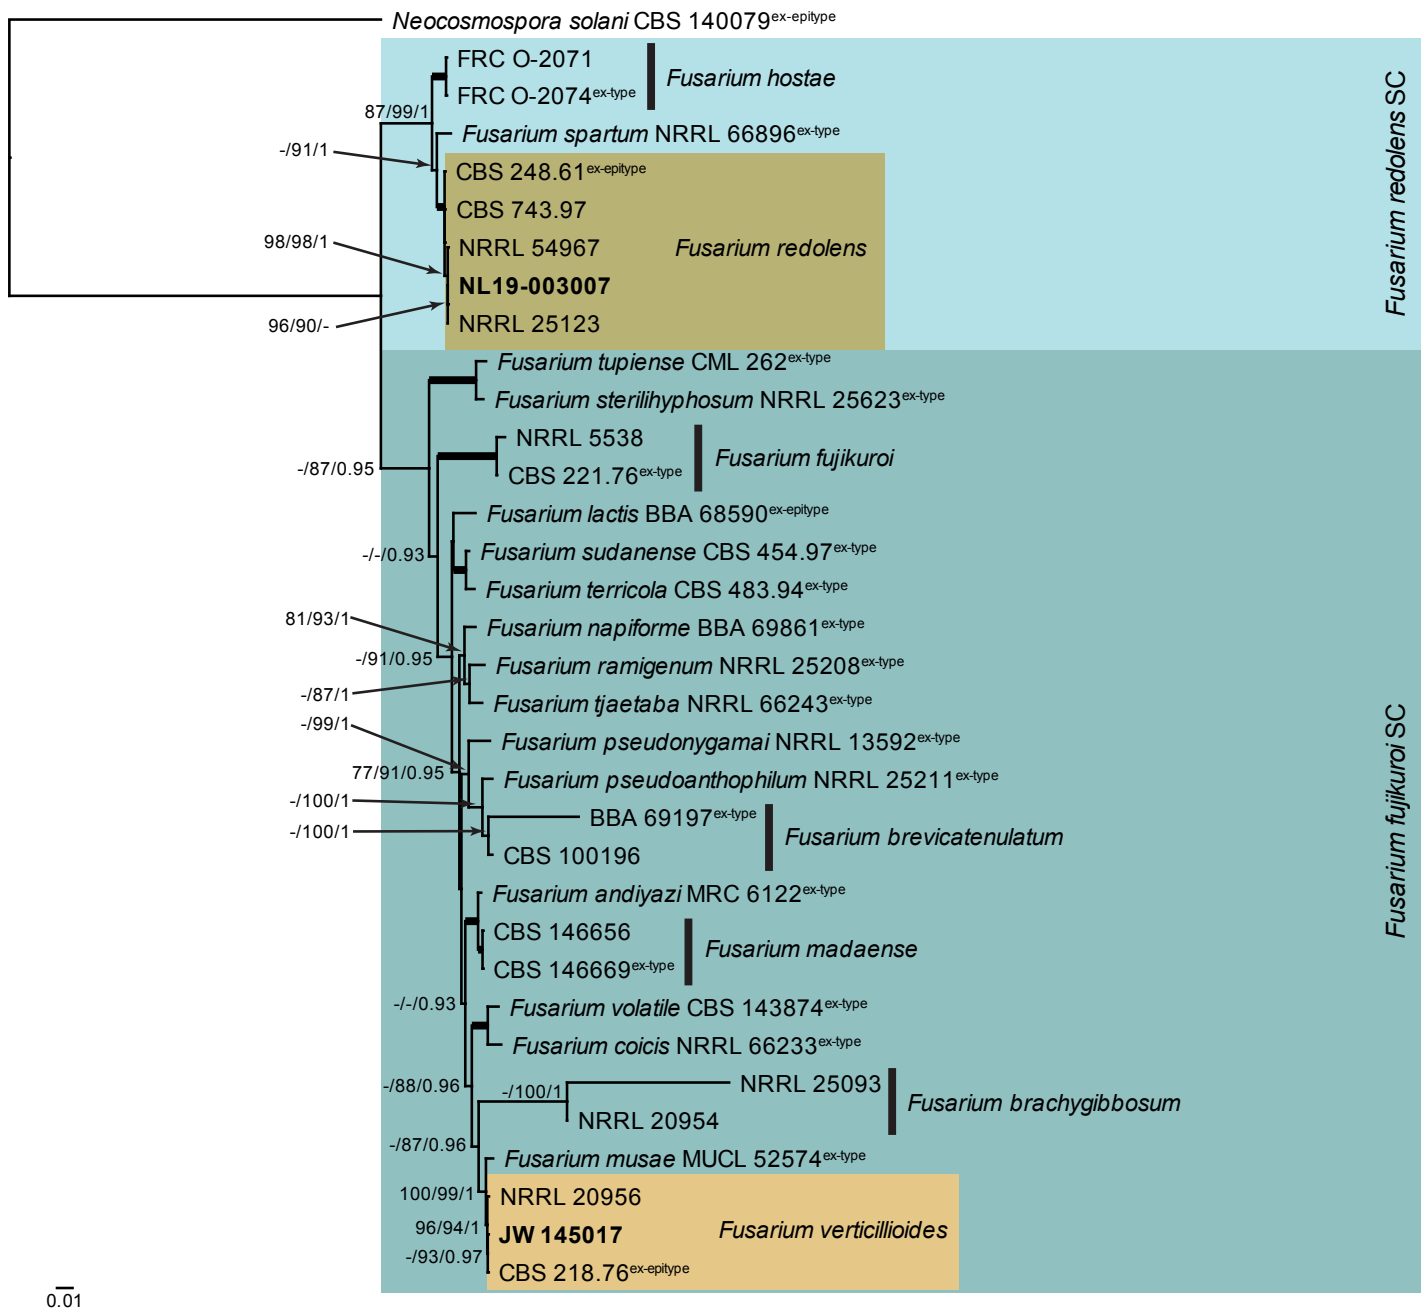 Neocosmospora solani CBS 140079ex-epitype
FRC O-2071
Fusarium hostae
FRC O-2074ex-type
87/99/1
Fusarium spartum NRRL 66896ex-type
-/91/1
CBS 248.61ex-epitype
CBS 743.97
98/98/1
NRRL 54967
Fusarium redolens
NL19-003007
96/90/-
NRRL 25123
Fusarium redolens SC
Fusarium tupiense CML 262ex-type
Fusarium sterilihyphosum NRRL 25623ex-type
NRRL 5538
Fusarium fujikuroi
CBS 221.76ex-type
-/87/0.95
Fusarium lactis BBA 68590ex-epitype
Fusarium sudanense CBS 454.97ex-type
-/-/0.93
Fusarium terricola CBS 483.94ex-type
81/93/1
Fusarium napiforme BBA 69861ex-type
-/91/0.95
Fusarium ramigenum NRRL 25208ex-type
-/87/1
Fusarium tjaetaba NRRL 66243ex-type
-/99/1
Fusarium pseudonygamai NRRL 13592ex-type
77/91/0.95
Fusarium pseudoanthophilum NRRL 25211ex-type
-/100/1
BBA 69197ex-type
-/100/1
Fusarium brevicatenulatum
CBS 100196
Fusarium fujikuroi SC
Fusarium andiyazi MRC 6122ex-type
CBS 146656
Fusarium madaense
CBS 146669ex-type
-/-/0.93
Fusarium volatile CBS 143874ex-type
Fusarium coicis NRRL 66233ex-type
-/88/0.96
-/100/1
NRRL 25093
Fusarium brachygibbosum
NRRL 20954
-/87/0.96
Fusarium musae MUCL 52574ex-type
100/99/1
NRRL 20956
96/94/1
JW 145017
Fusarium verticillioides
-/93/0.97
CBS 218.76ex-epitype
0.01